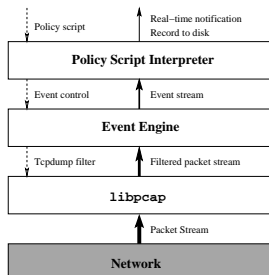 Policy script
Real-time notification
Record to disk
Policy Script Interpreter
Event control
Event stream
Event Engine
Tcpdump filter
Filtered packet stream
libpcap
Packet Stream
Network